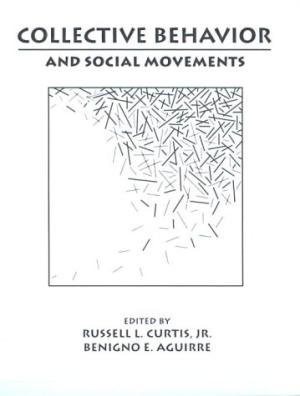 COLLECTIVE BEHAVIOR
AND SOCIAL MOVEMENTS
EDITED BY
RUSSELL L. CURTIS, JR.
BENIGNO E. AGUIRRE